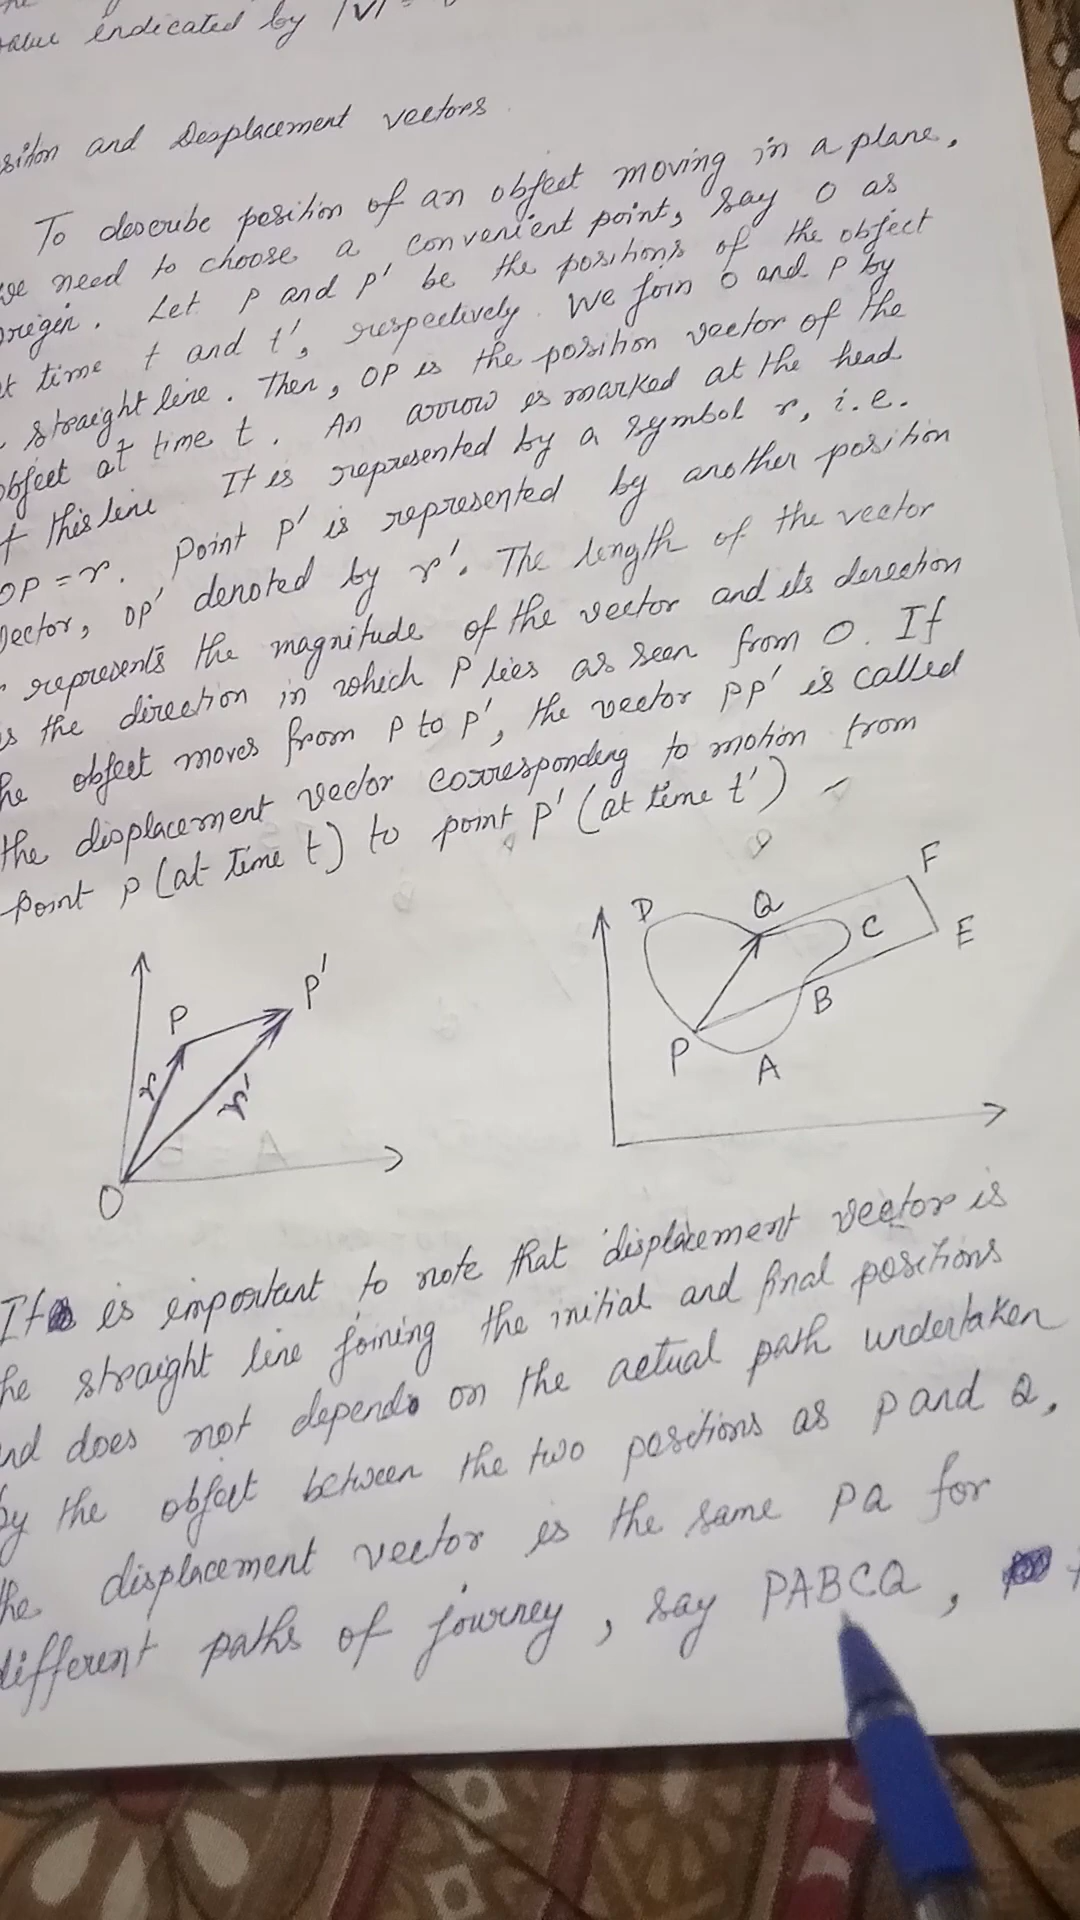 value indicated by |V| =
and Desplacement vectors
To describe position of an object moving in a plane,
we need to choose a convenient point, say O as
origin. Let P and P' be the positions of the object
at time t and t', respectively. We join O and P by
straight line. Then, OP is the position vector of the
object at time t. An arrow is marked at the head
of this line It is represented by a symbol r, i.e.
OP = r. Point P' is represented by another position
vector, OP' denoted by r'. The length of the vector
r represents the magnitude of the vector and its direction
is the direction in which P lies as seen from O. If
he object moves from P to P', the vector PP' is called
the displacement vector corresponding to motion from
point P (at time t) to point P' (at time t')
P
P'
r
r'
O
D
Q
F
C
E
B
P
A
It is important to note that displacement vector is
he straight line joining the initial and final positions
nd does not depend on the actual path undertaken
by the object between the two positions as P and Q,
the displacement vector is the same PQ for
different paths of journey, say PABCQ,